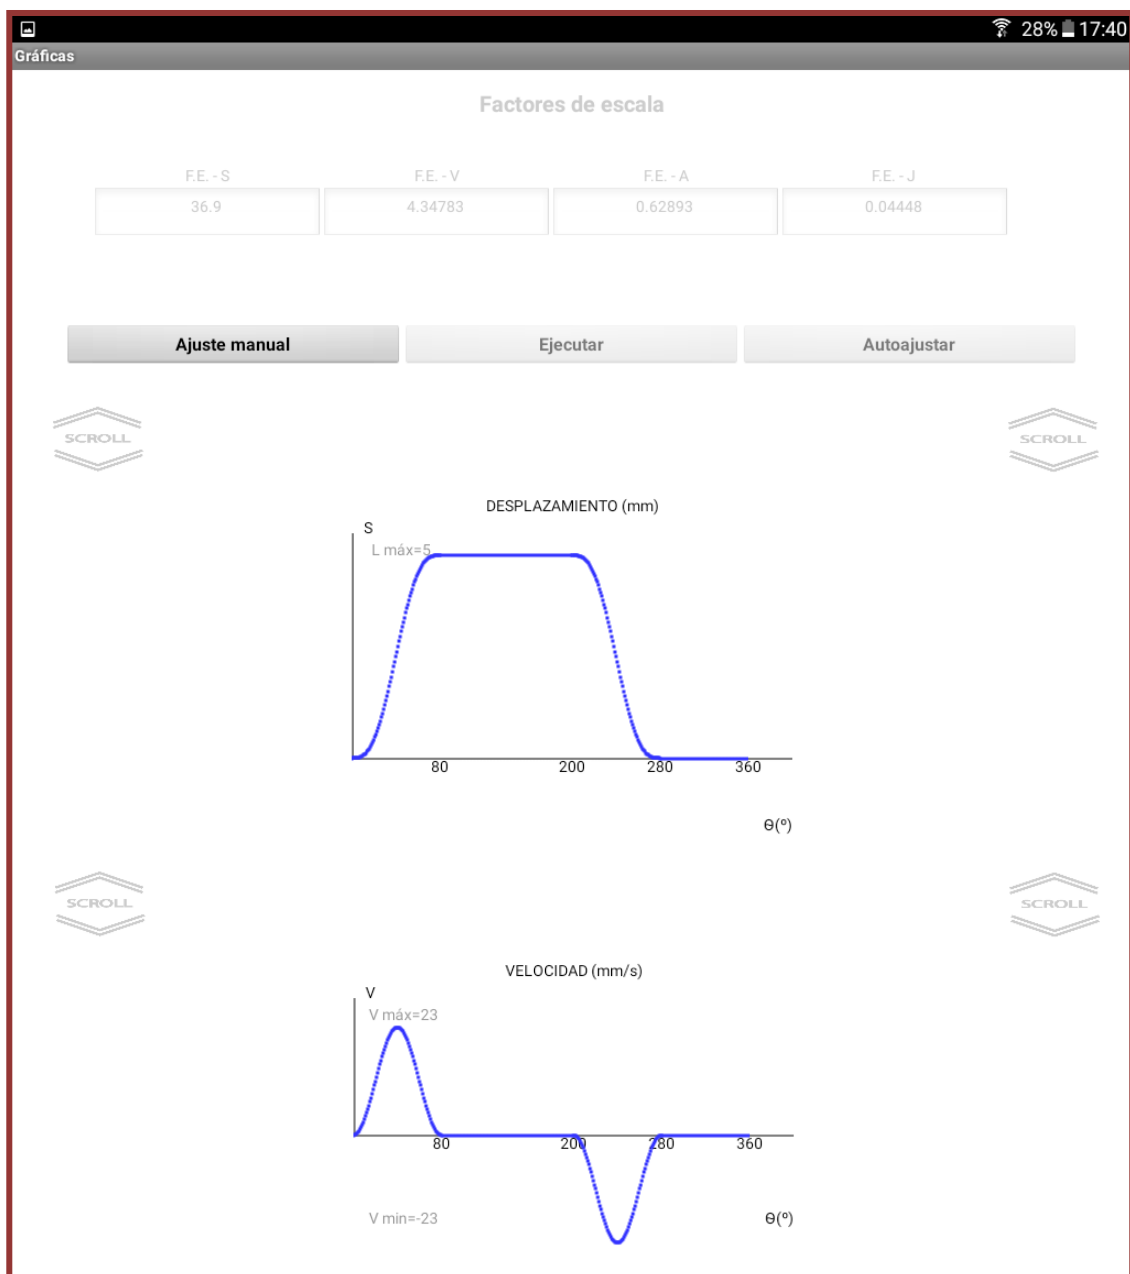 28% 17:40
Gráficas
Factores de escala
F.E. - S F.E. - V F.E. - A F.E. - J
36.9 4.34783 0.62893 0.04448
Ajuste manual Ejecutar Autoajustar
SCROLL SCROLL
DESPLAZAMIENTO (mm)
S
L máx=5
80 200 280 360
Θ(º)
SCROLL SCROLL
VELOCIDAD (mm/s)
V
V máx=23
80 200 280 360
V min=-23 Θ(º)